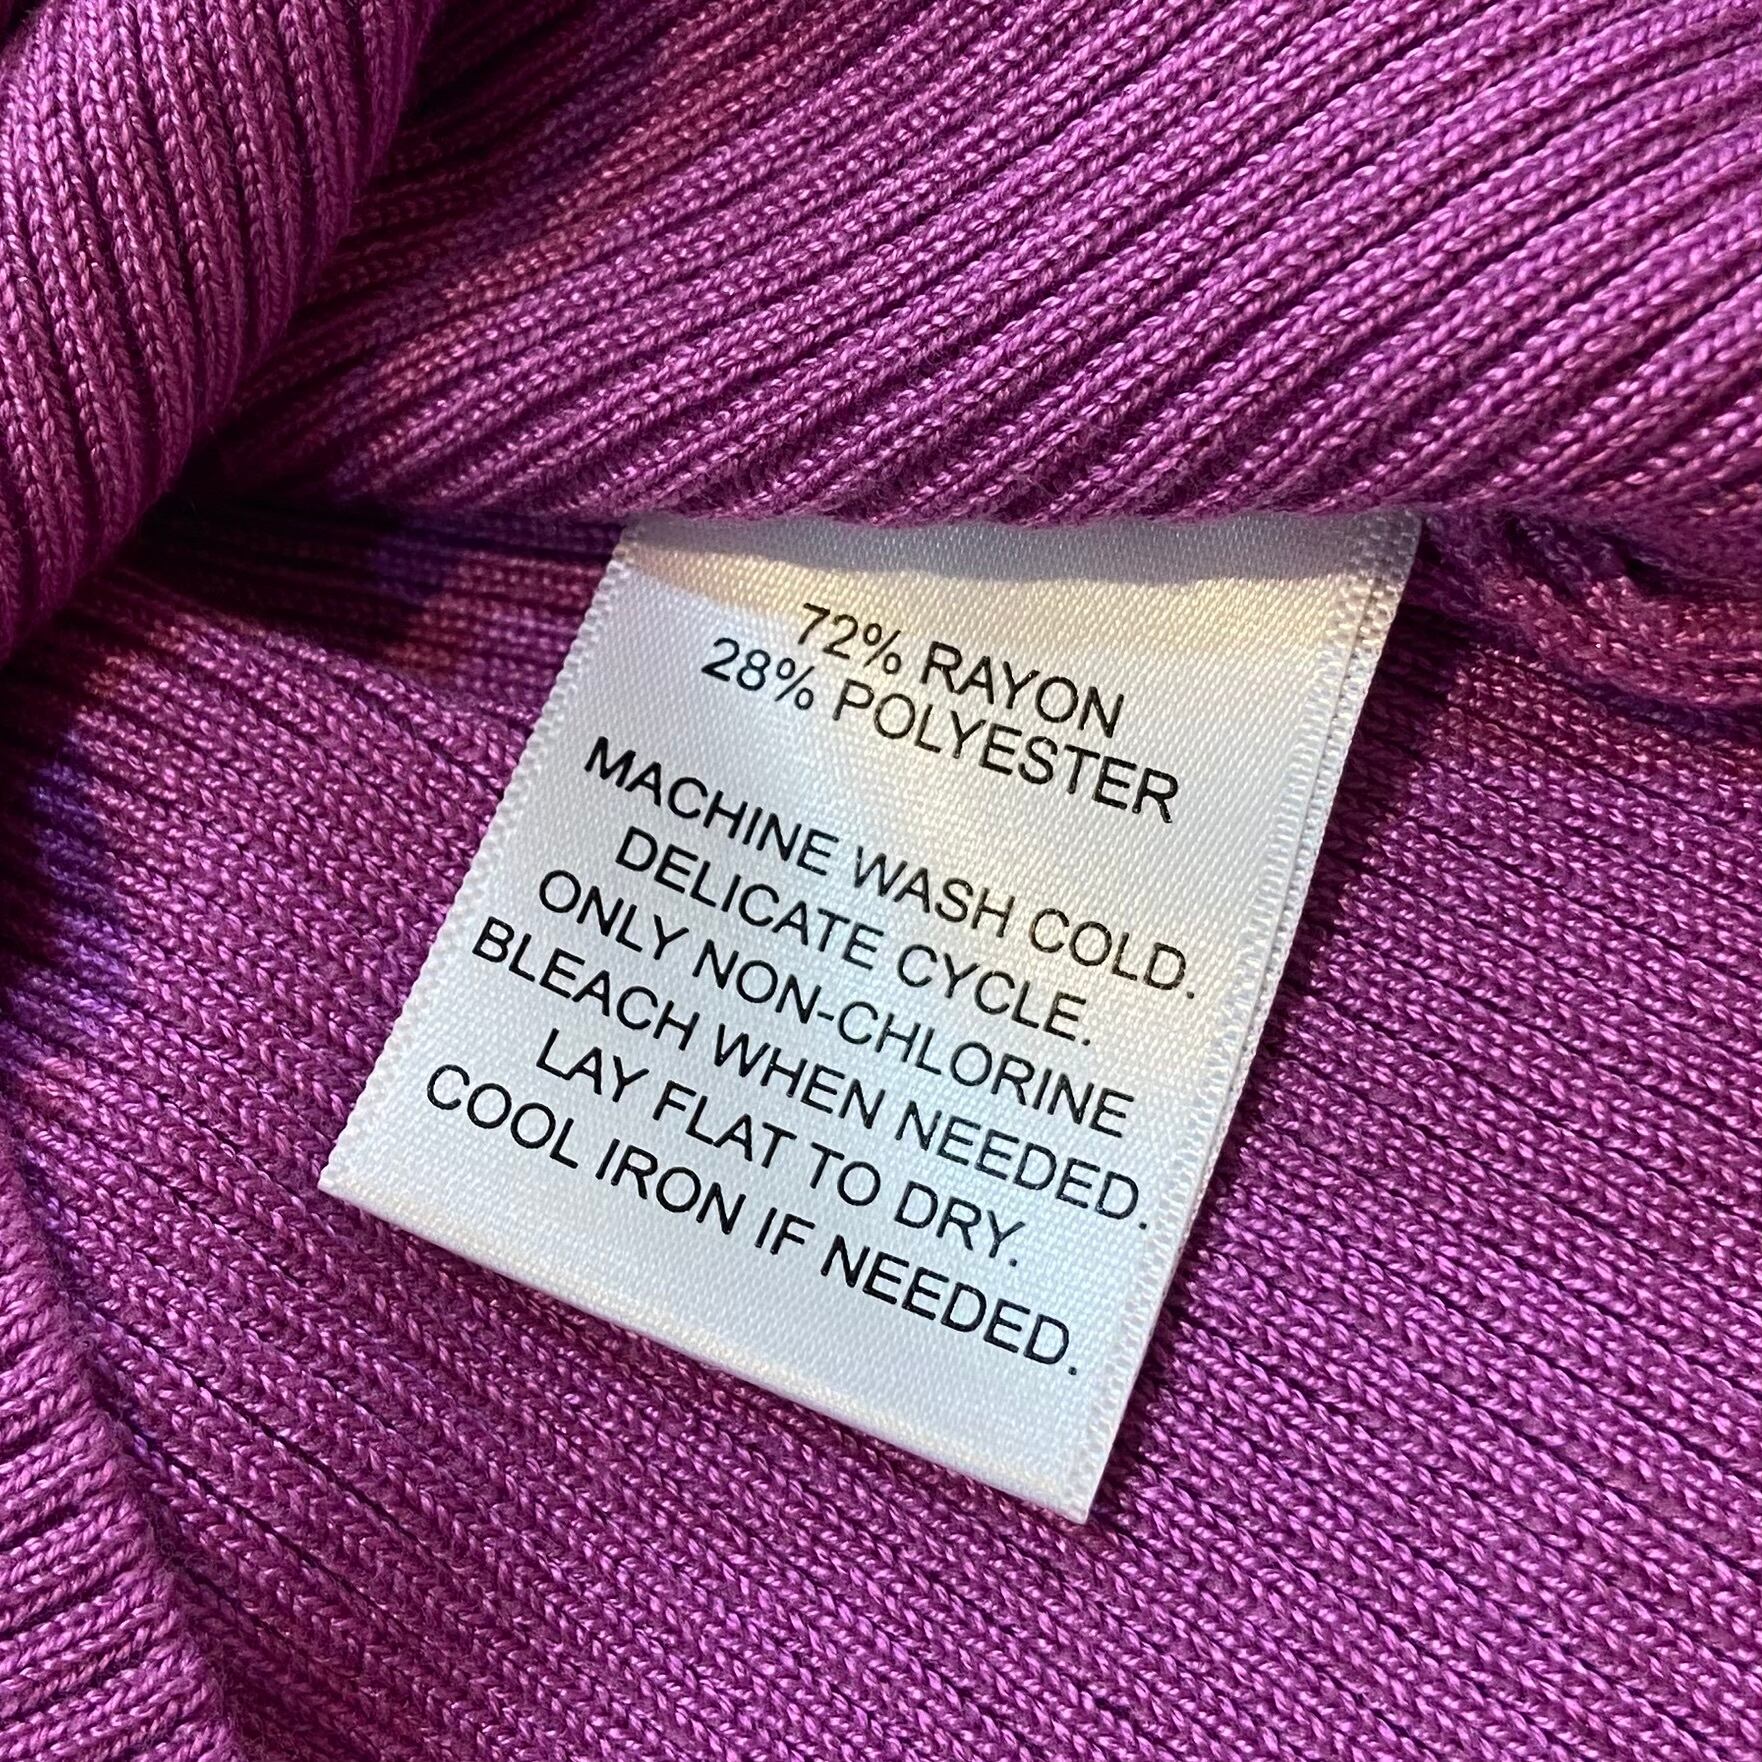 72% RAYON
28% POLYESTER
MACHINE WASH COLD.
DELICATE CYCLE.
ONLY NON-CHLORINE
BLEACH WHEN NEEDED.
LAY FLAT TO DRY.
COOL IRON IF NEEDED.